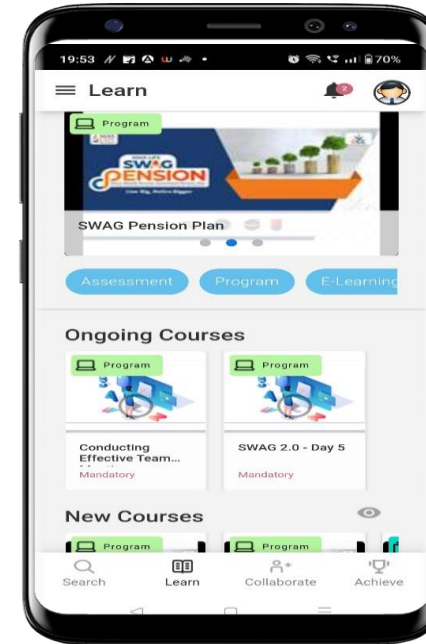 19:53
70%
Learn
2
Program
SWAG
PENSION
SWAG Pension Plan
Assessment
Program
E-Learning
Ongoing Courses
Program
Program
Conducting
Effective Team...
Mandatory
SWAG 2.0 - Day 5
Mandatory
New Courses
Program
Program
Search
Learn
Collaborate
Achieve